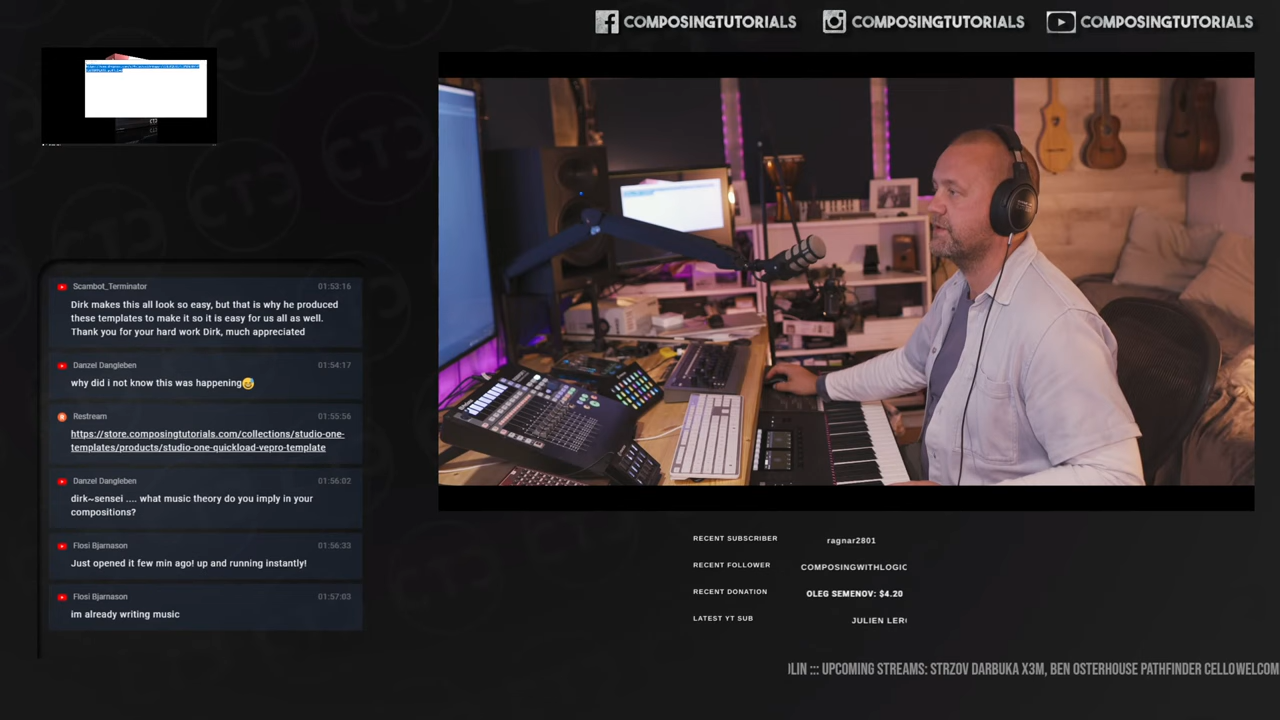 COMPOSINGTUTORIALS
COMPOSINGTUTORIALS
COMPOSINGTUTORIALS
Scambot_Terminator 01:53:16
Dirk makes this all look so easy, but that is why he produced
these templates to make it so it is easy for us all as well.
Thank you for your hard work Dirk, much appreciated
Danzel Dangleben 01:54:17
why did i not know this was happening😅
Restream 01:55:56
https://store.composingtutorials.com/collections/studio-one-
templates/products/studio-one-quickload-vepro-template
Danzel Dangleben 01:56:02
dirk~sensei .... what music theory do you imply in your
compositions?
Flosi Bjarnason 01:56:33
Just opened it few min ago! up and running instantly!
Flosi Bjarnason 01:57:03
im already writing music
RECENT SUBSCRIBER ragnar2801
RECENT FOLLOWER COMPOSINGWITHLOGIC
RECENT DONATION OLEG SEMENOV: $4.20
LATEST YT SUB JULIEN LER
LIN ::: UPCOMING STREAMS: STRZOV DARBUKA X3M, BEN OSTERHOUSE PATHFINDER CELLOWELCOM